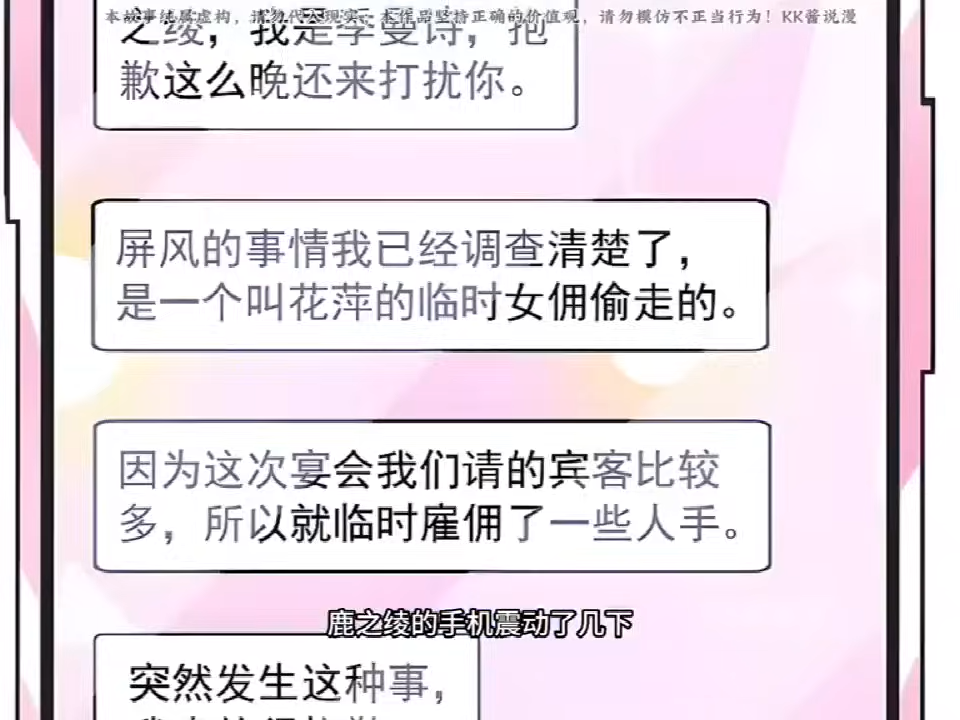 本故事纯属虚构，请勿代入现实，本作品坚持正确的价值观，请勿模仿不正当行为！KK酱说漫
之绫，我是李曼诗，抱
歉这么晚还来打扰你。
屏风的事情我已经调查清楚了，
是一个叫花萍的临时女佣偷走的。
因为这次宴会我们请的宾客比较
多，所以就临时雇佣了一些人手。
鹿之绫的手机震动了几下
突然发生这种事，